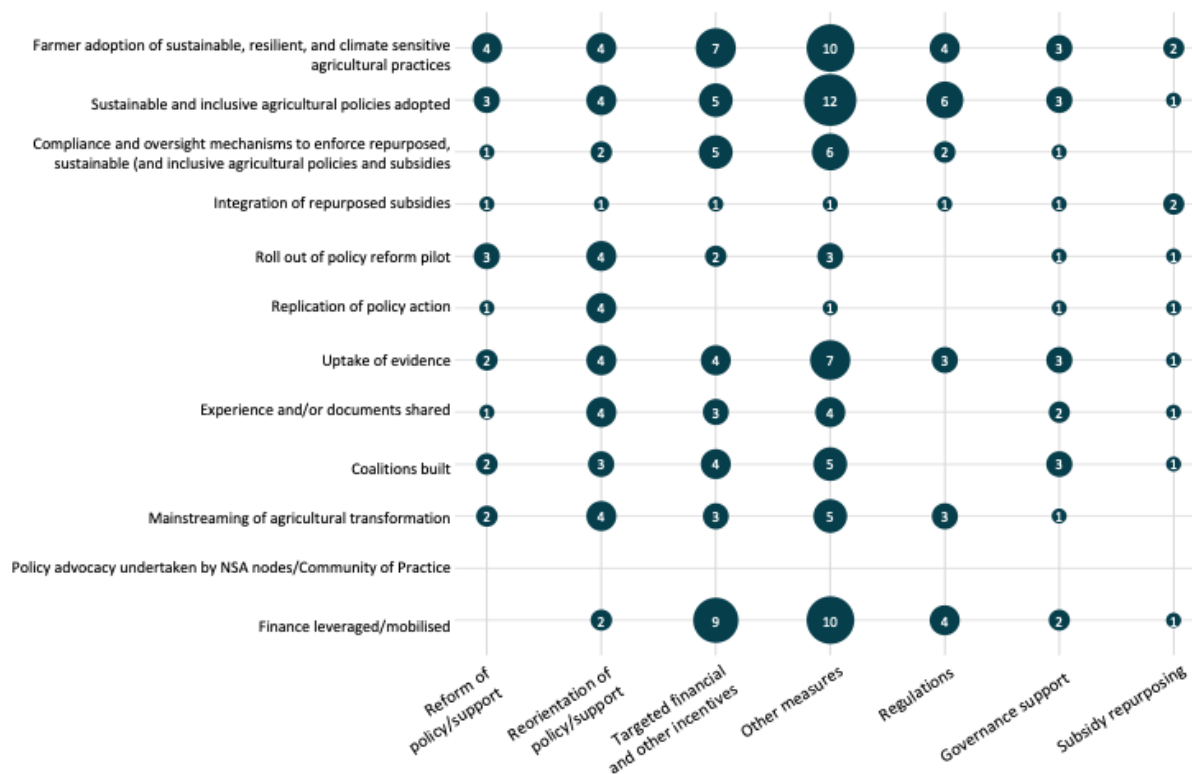 Farmer adoption of sustainable, resilient, and climate sensitive
agricultural practices
4 4 7 10 4 3 2
Sustainable and inclusive agricultural policies adopted
3 4 5 12 6 3 1
Compliance and oversight mechanisms to enforce repurposed,
sustainable (and inclusive agricultural policies and subsidies
1 2 5 6 2 1
Integration of repurposed subsidies
1 1 1 1 1 1 2
Roll out of policy reform pilot
3 4 2 3 1 1
Replication of policy action
1 4 1 1 1
Uptake of evidence
2 4 4 7 3 3 1
Experience and/or documents shared
1 4 3 4 2 1
Coalitions built
2 3 4 5 3 1
Mainstreaming of agricultural transformation
2 4 3 5 3 1
Policy advocacy undertaken by NSA nodes/Community of Practice
Finance leveraged/mobilised
2 9 10 4 2 1
Reform of
policy/support
Reorientation of
policy/support
Targeted financial
and other incentives
Other measures
Regulations
Governance support
Subsidy repurposing